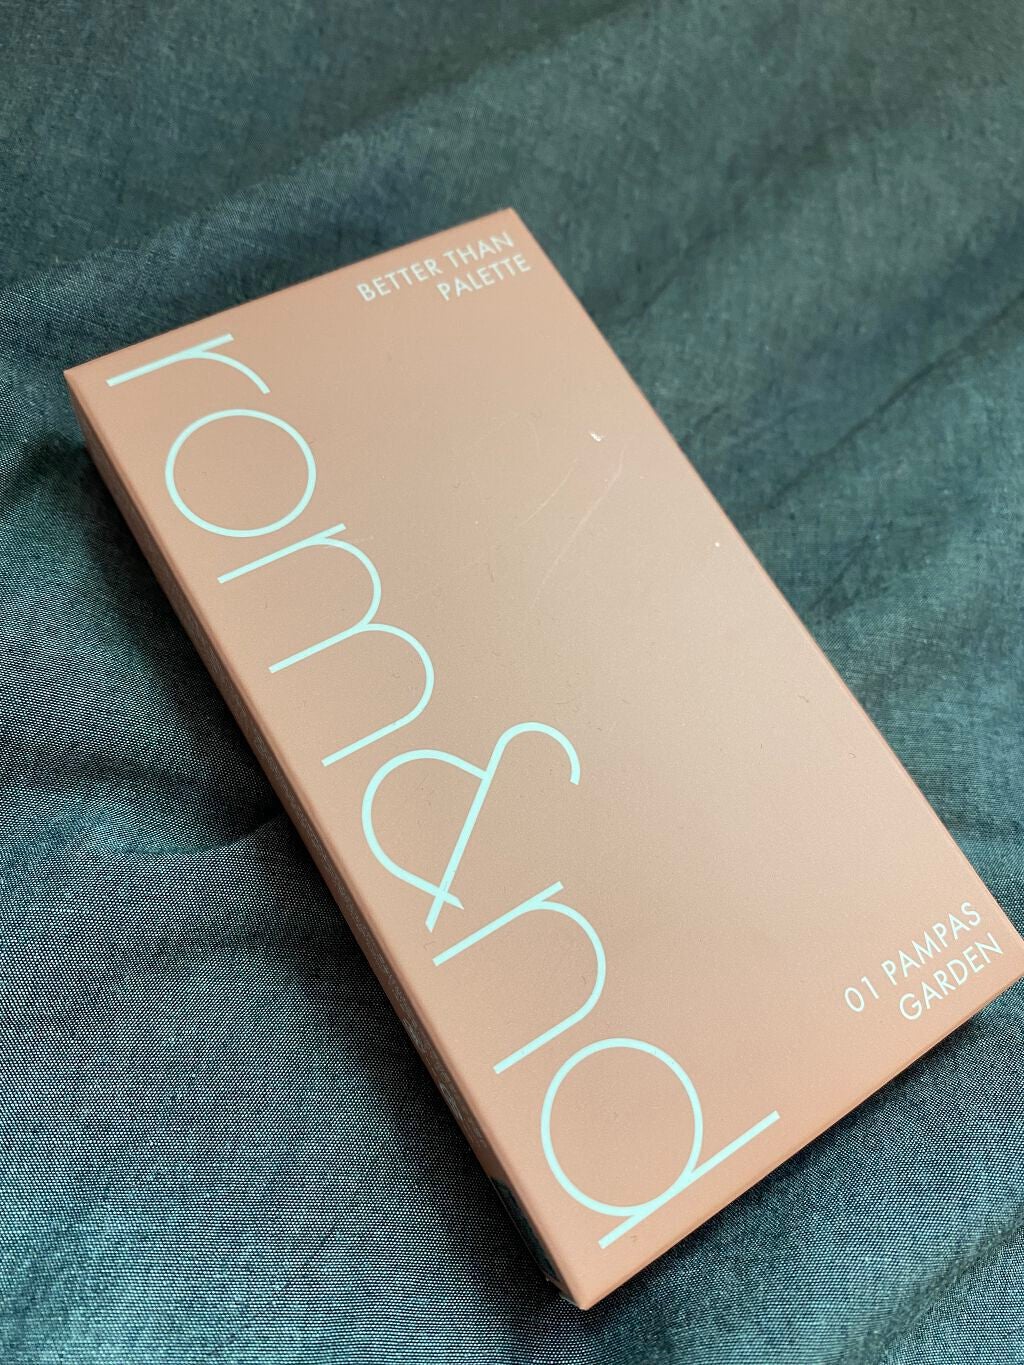 BETTER THAN
PALETTE
rom&nd
01 PAMPAS
GARDEN